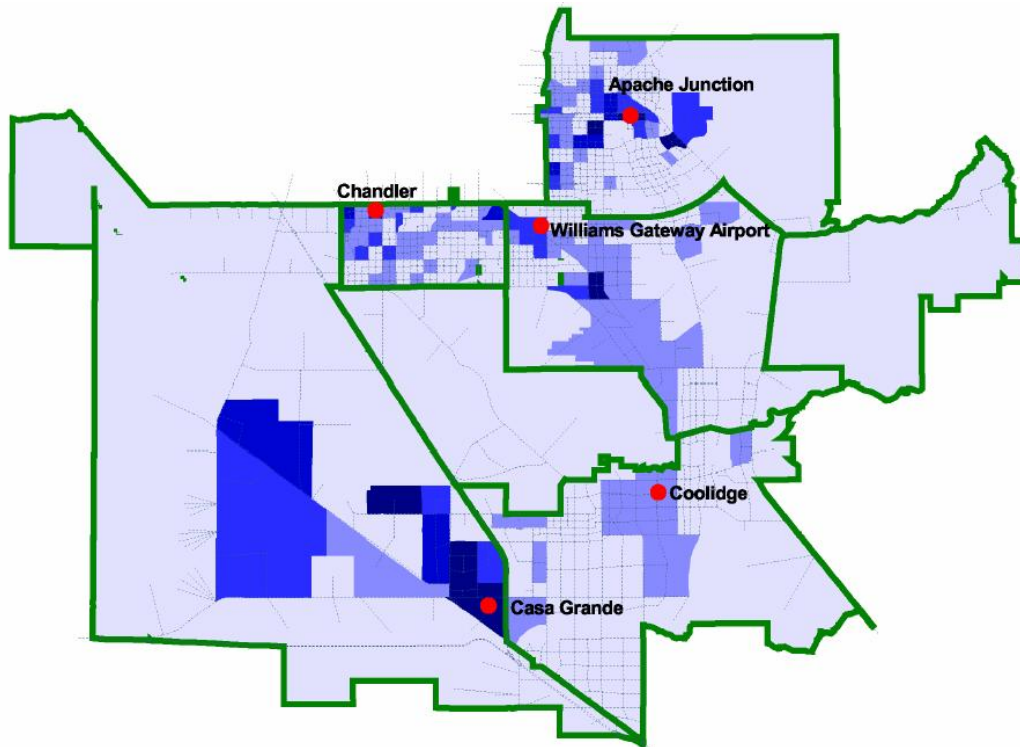 Apache Junction
Chandler
Williams Gateway Airport
Coolidge
Casa Grande